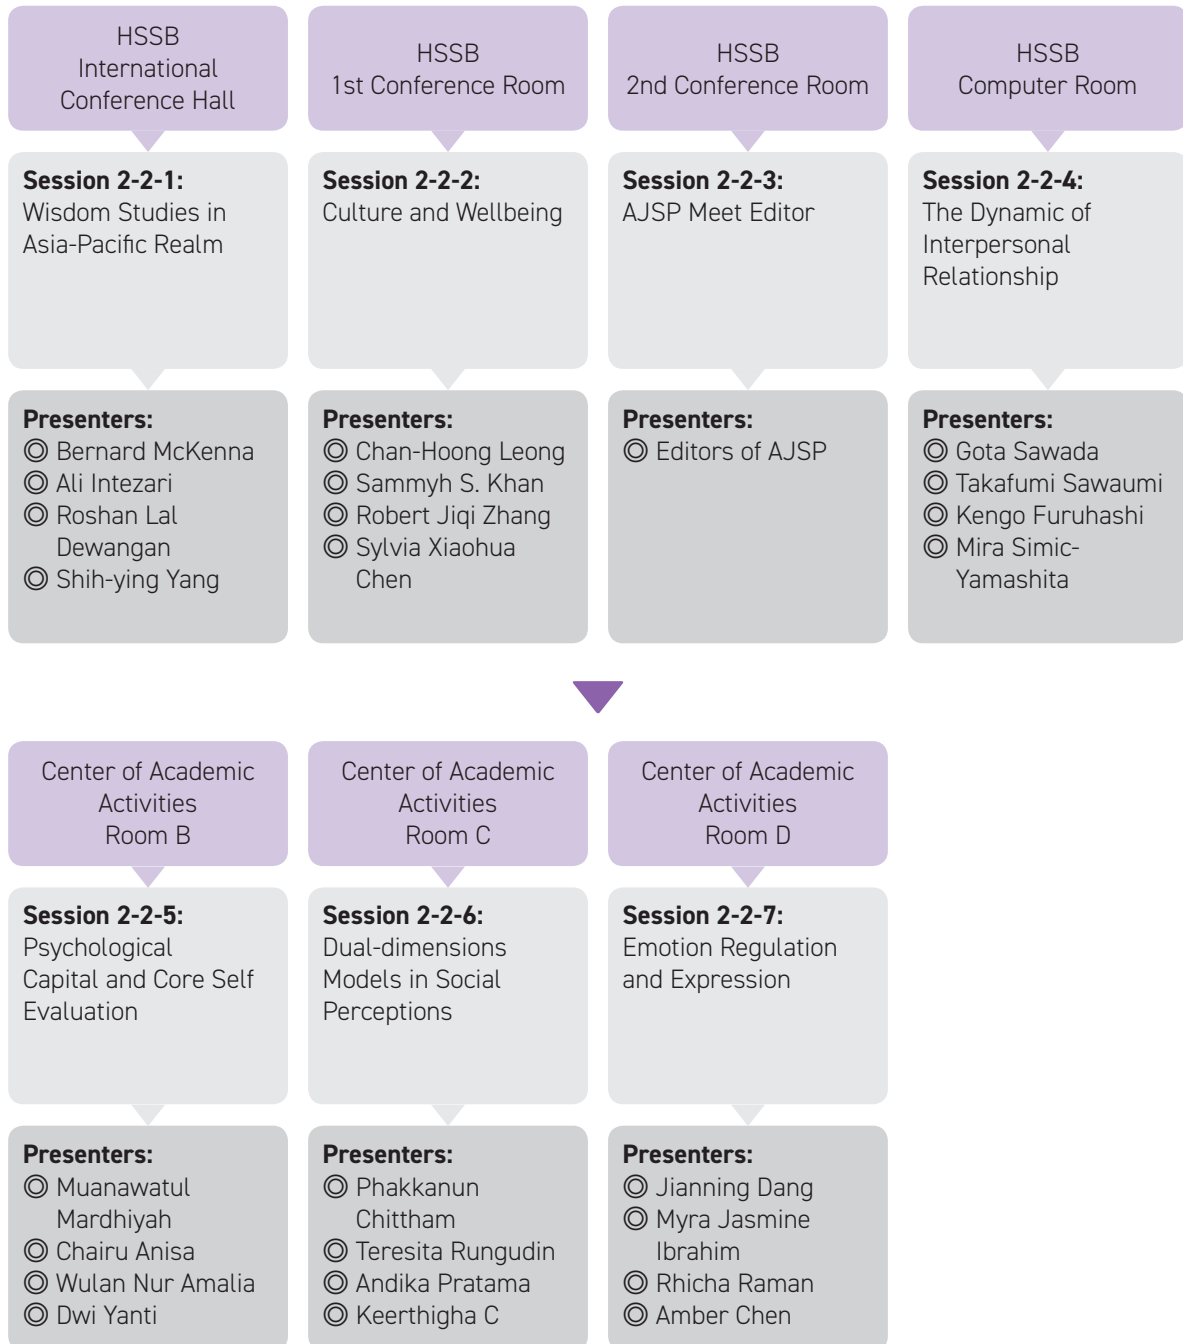 HSSB
International
Conference Hall
Session 2-2-1:
Wisdom Studies in
Asia-Pacific Realm
Presenters:
◎ Bernard McKenna
◎ Ali Intezari
◎ Roshan Lal
Dewangan
◎ Shih-ying Yang
HSSB
1st Conference Room
Session 2-2-2:
Culture and Wellbeing
Presenters:
◎ Chan-Hoong Leong
◎ Sammyh S. Khan
◎ Robert Jiqi Zhang
◎ Sylvia Xiaohua
Chen
HSSB
2nd Conference Room
Session 2-2-3:
AJSP Meet Editor
Presenters:
◎ Editors of AJSP
HSSB
Computer Room
Session 2-2-4:
The Dynamic of
Interpersonal
Relationship
Presenters:
◎ Gota Sawada
◎ Takafumi Sawaumi
◎ Kengo Furuhashi
◎ Mira Simic-
Yamashita
Center of Academic
Activities
Room B
Session 2-2-5:
Psychological
Capital and Core Self
Evaluation
Presenters:
◎ Muanawatul
Mardhiyah
◎ Chairu Anisa
◎ Wulan Nur Amalia
◎ Dwi Yanti
Center of Academic
Activities
Room C
Session 2-2-6:
Dual-dimensions
Models in Social
Perceptions
Presenters:
◎ Phakkanun
Chittham
◎ Teresita Rungudin
◎ Andika Pratama
◎ Keerthigha C
Center of Academic
Activities
Room D
Session 2-2-7:
Emotion Regulation
and Expression
Presenters:
◎ Jianning Dang
◎ Myra Jasmine
Ibrahim
◎ Rhicha Raman
◎ Amber Chen